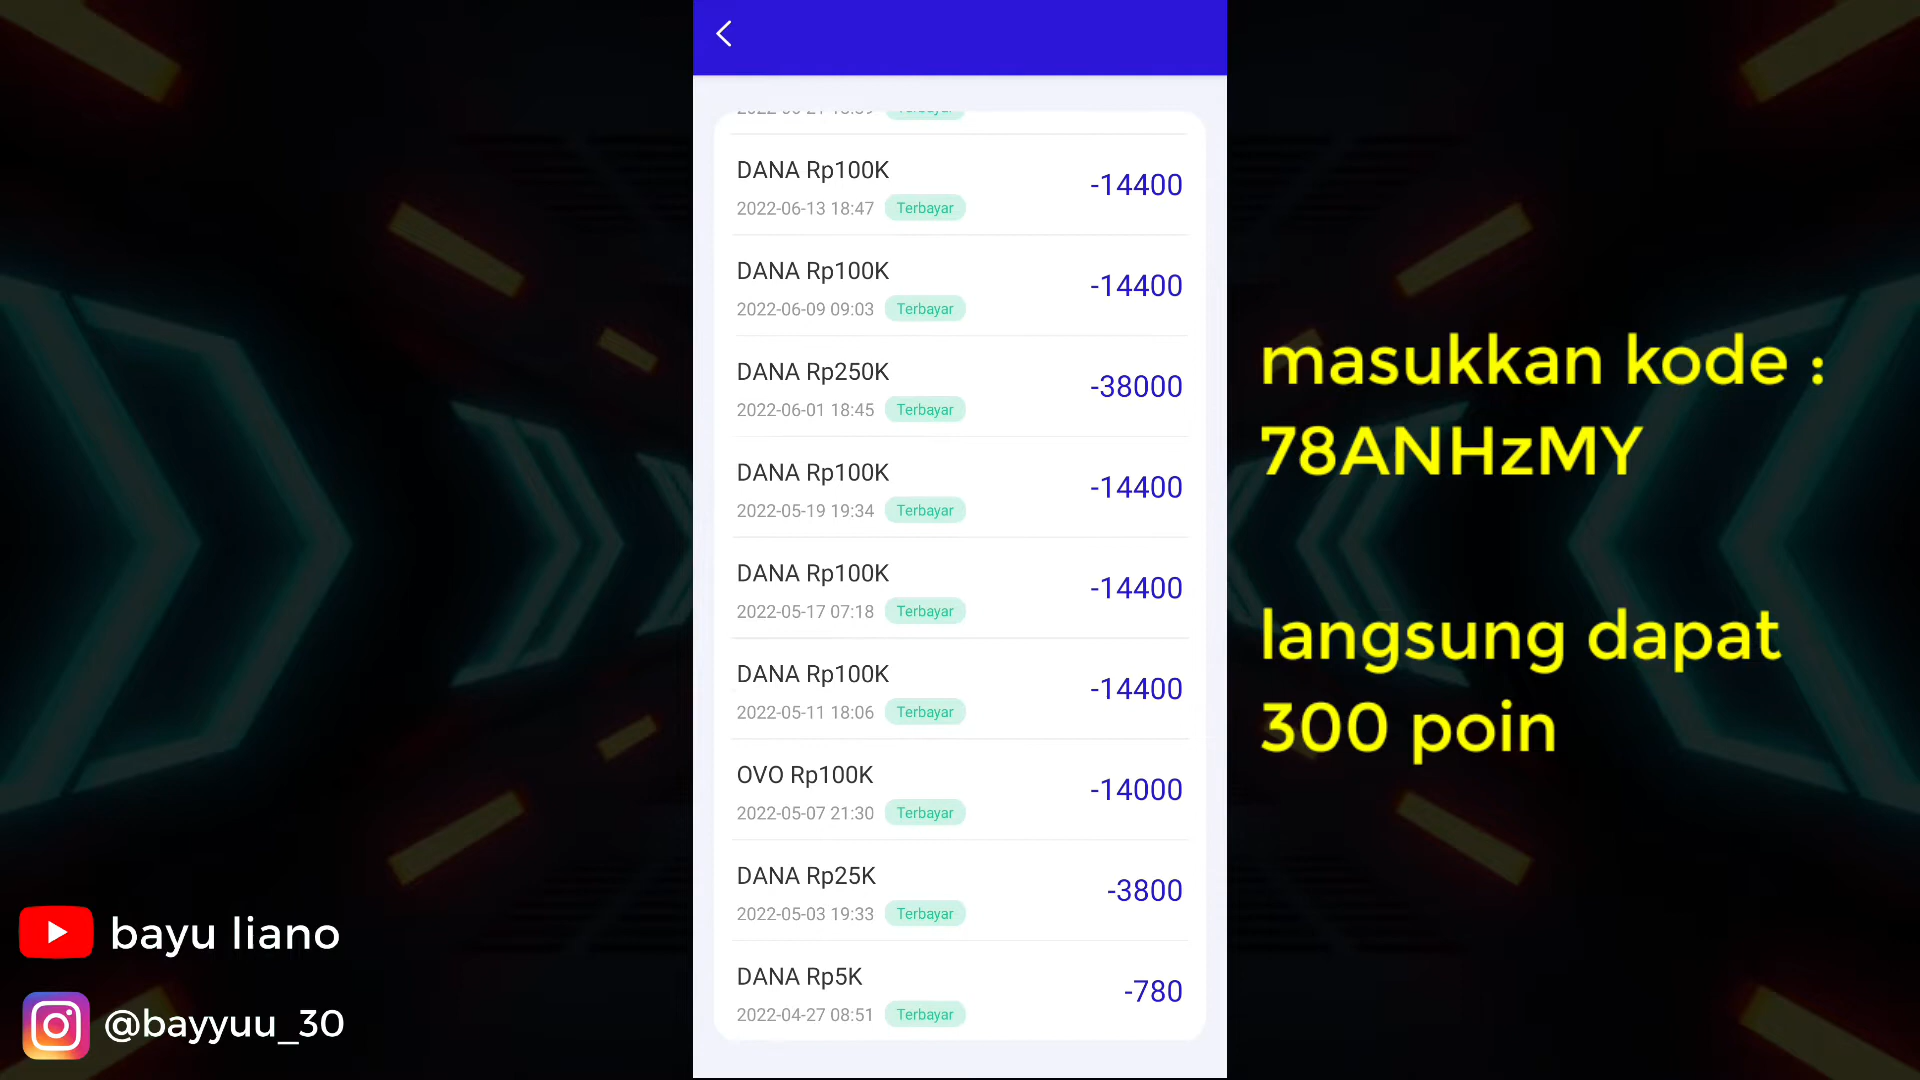 DANA Rp100K
-14400
2022-06-13 18:47 Terbayar
DANA Rp100K
-14400
2022-06-09 09:03 Terbayar
DANA Rp250K
-38000
2022-06-01 18:45 Terbayar
DANA Rp100K
-14400
2022-05-19 19:34 Terbayar
DANA Rp100K
-14400
2022-05-17 07:18 Terbayar
DANA Rp100K
-14400
2022-05-11 18:06 Terbayar
OVO Rp100K
-14000
2022-05-07 21:30 Terbayar
DANA Rp25K
-3800
2022-05-03 19:33 Terbayar
DANA Rp5K
-780
2022-04-27 08:51 Terbayar
masukkan kode :
78ANHzMY
langsung dapat
300 poin
bayu liano
@bayyuu_30